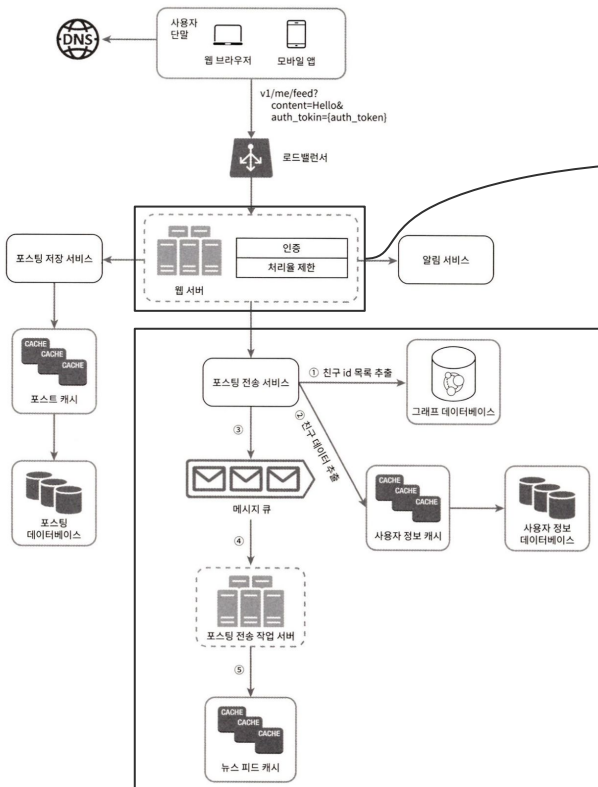 DNS
사용자
단말
웹 브라우저
모바일 앱
v1/me/feed?
content=Hello&
auth_tokin={auth_token}
로드밸런서
포스팅 저장 서비스
인증
처리율 제한
웹 서버
알림 서비스
CACHE
CACHE
CACHE
포스트 캐시
포스팅
데이터베이스
포스팅 전송 서비스
① 친구 id 목록 추출
그래프 데이터베이스
② 친구 데이터 추출
③
메시지 큐
CACHE
CACHE
CACHE
사용자 정보 캐시
사용자 정보
데이터베이스
④
포스팅 전송 작업 서버
⑤
CACHE
CACHE
CACHE
뉴스 피드 캐시